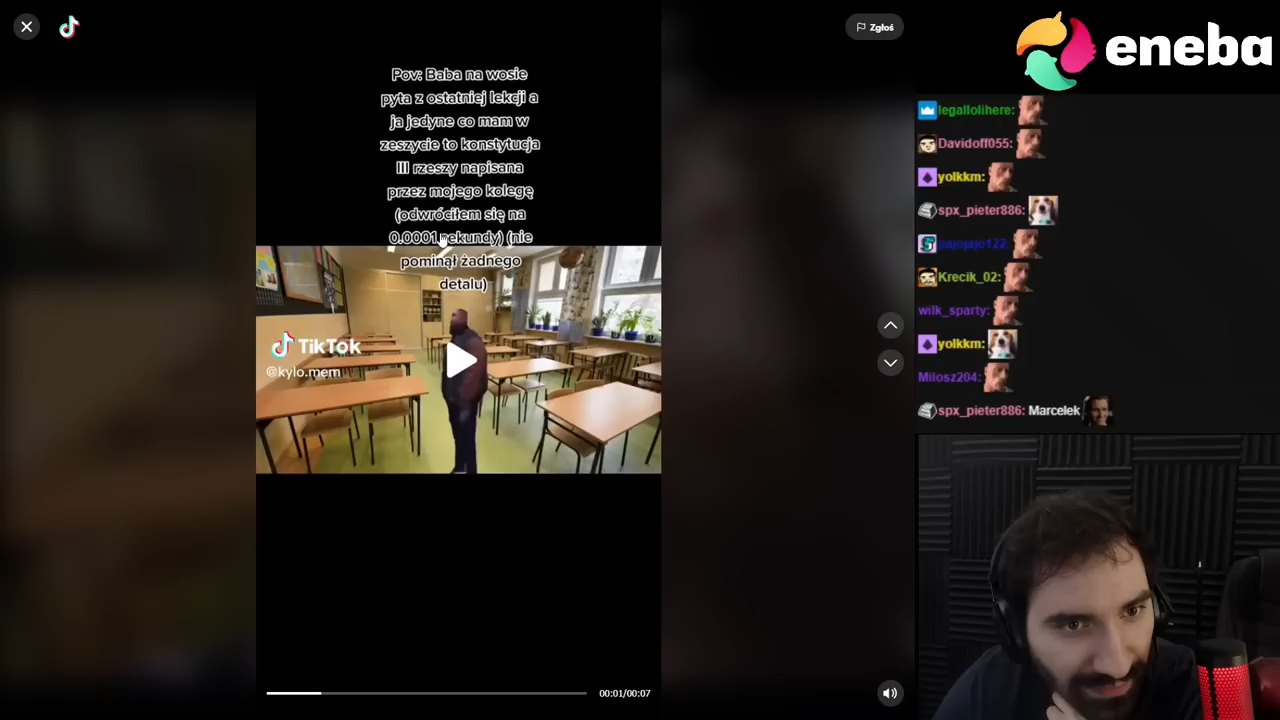 Zgłoś
eneba
Pov: Baba na wosie
pyta z ostatniej lekcji a
ja jedyne co mam w
zeszycie to konstytucja
III rzeszy napisana
przez mojego kolegę
(odwróciłem się na
0.0001 sekundy) (nie
pominął żadnego
detalu)
TikTok
@kylo.mem
00:01/00:07
legallolihere:
Davidoff055:
yolkkm:
spx_pieter886:
Krecik_02:
wilk_sparty:
yolkkm:
Milosz204:
spx_pieter886: Marcelek